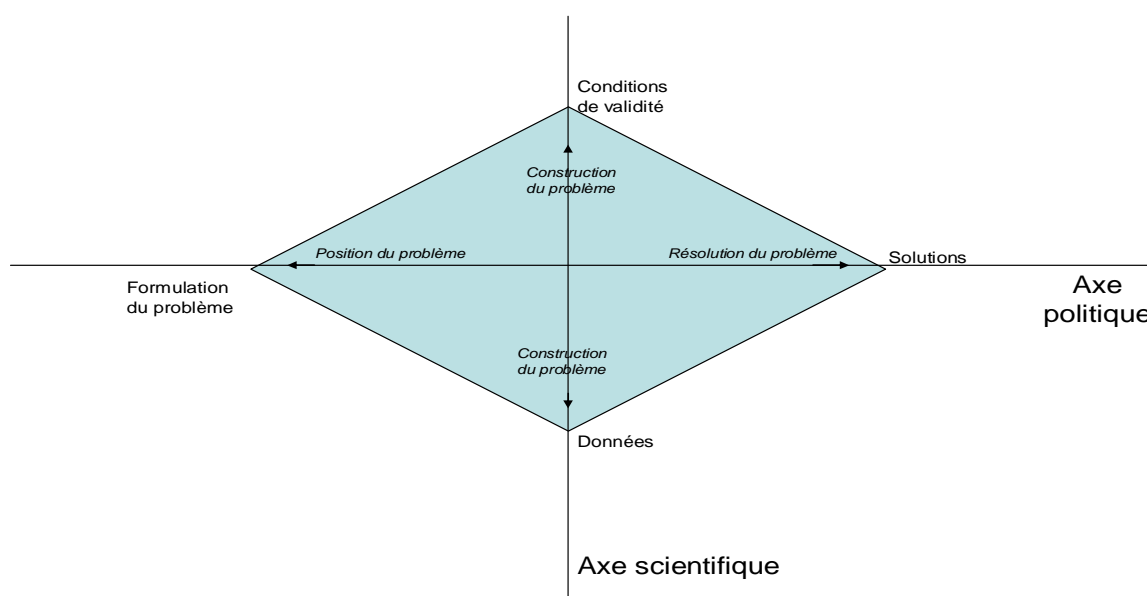 Conditions
de validité
Construction
du problème
Position du problème
Résolution du problème
Solutions
Formulation
du problème
Axe
politique
Construction
du problème
Données
Axe scientifique